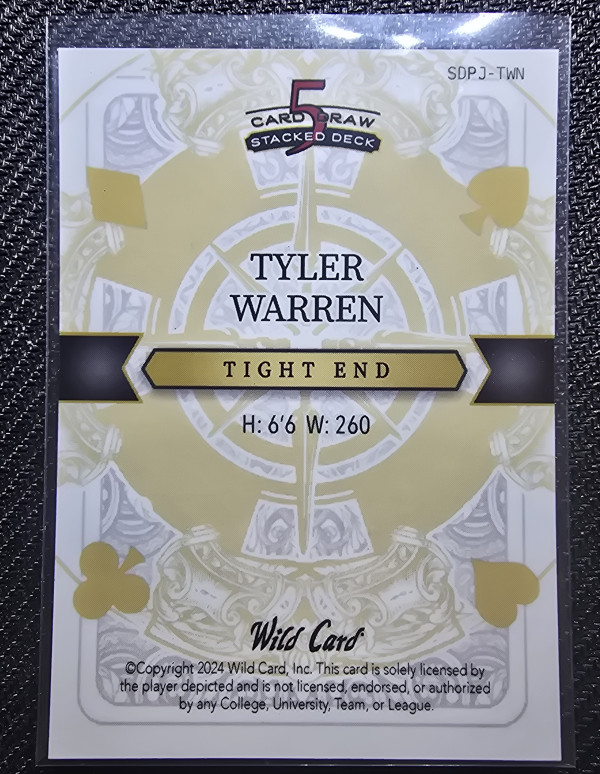 SDPJ-TWN
5
CARD DRAW
STACKED DECK
TYLER
WARREN
TIGHT END
H: 6'6 W: 260
Wild Card
©Copyright 2024 Wild Card, Inc. This card is solely licensed by
the player depicted and is not licensed, endorsed, or authorized
by any College, University, Team, or League.